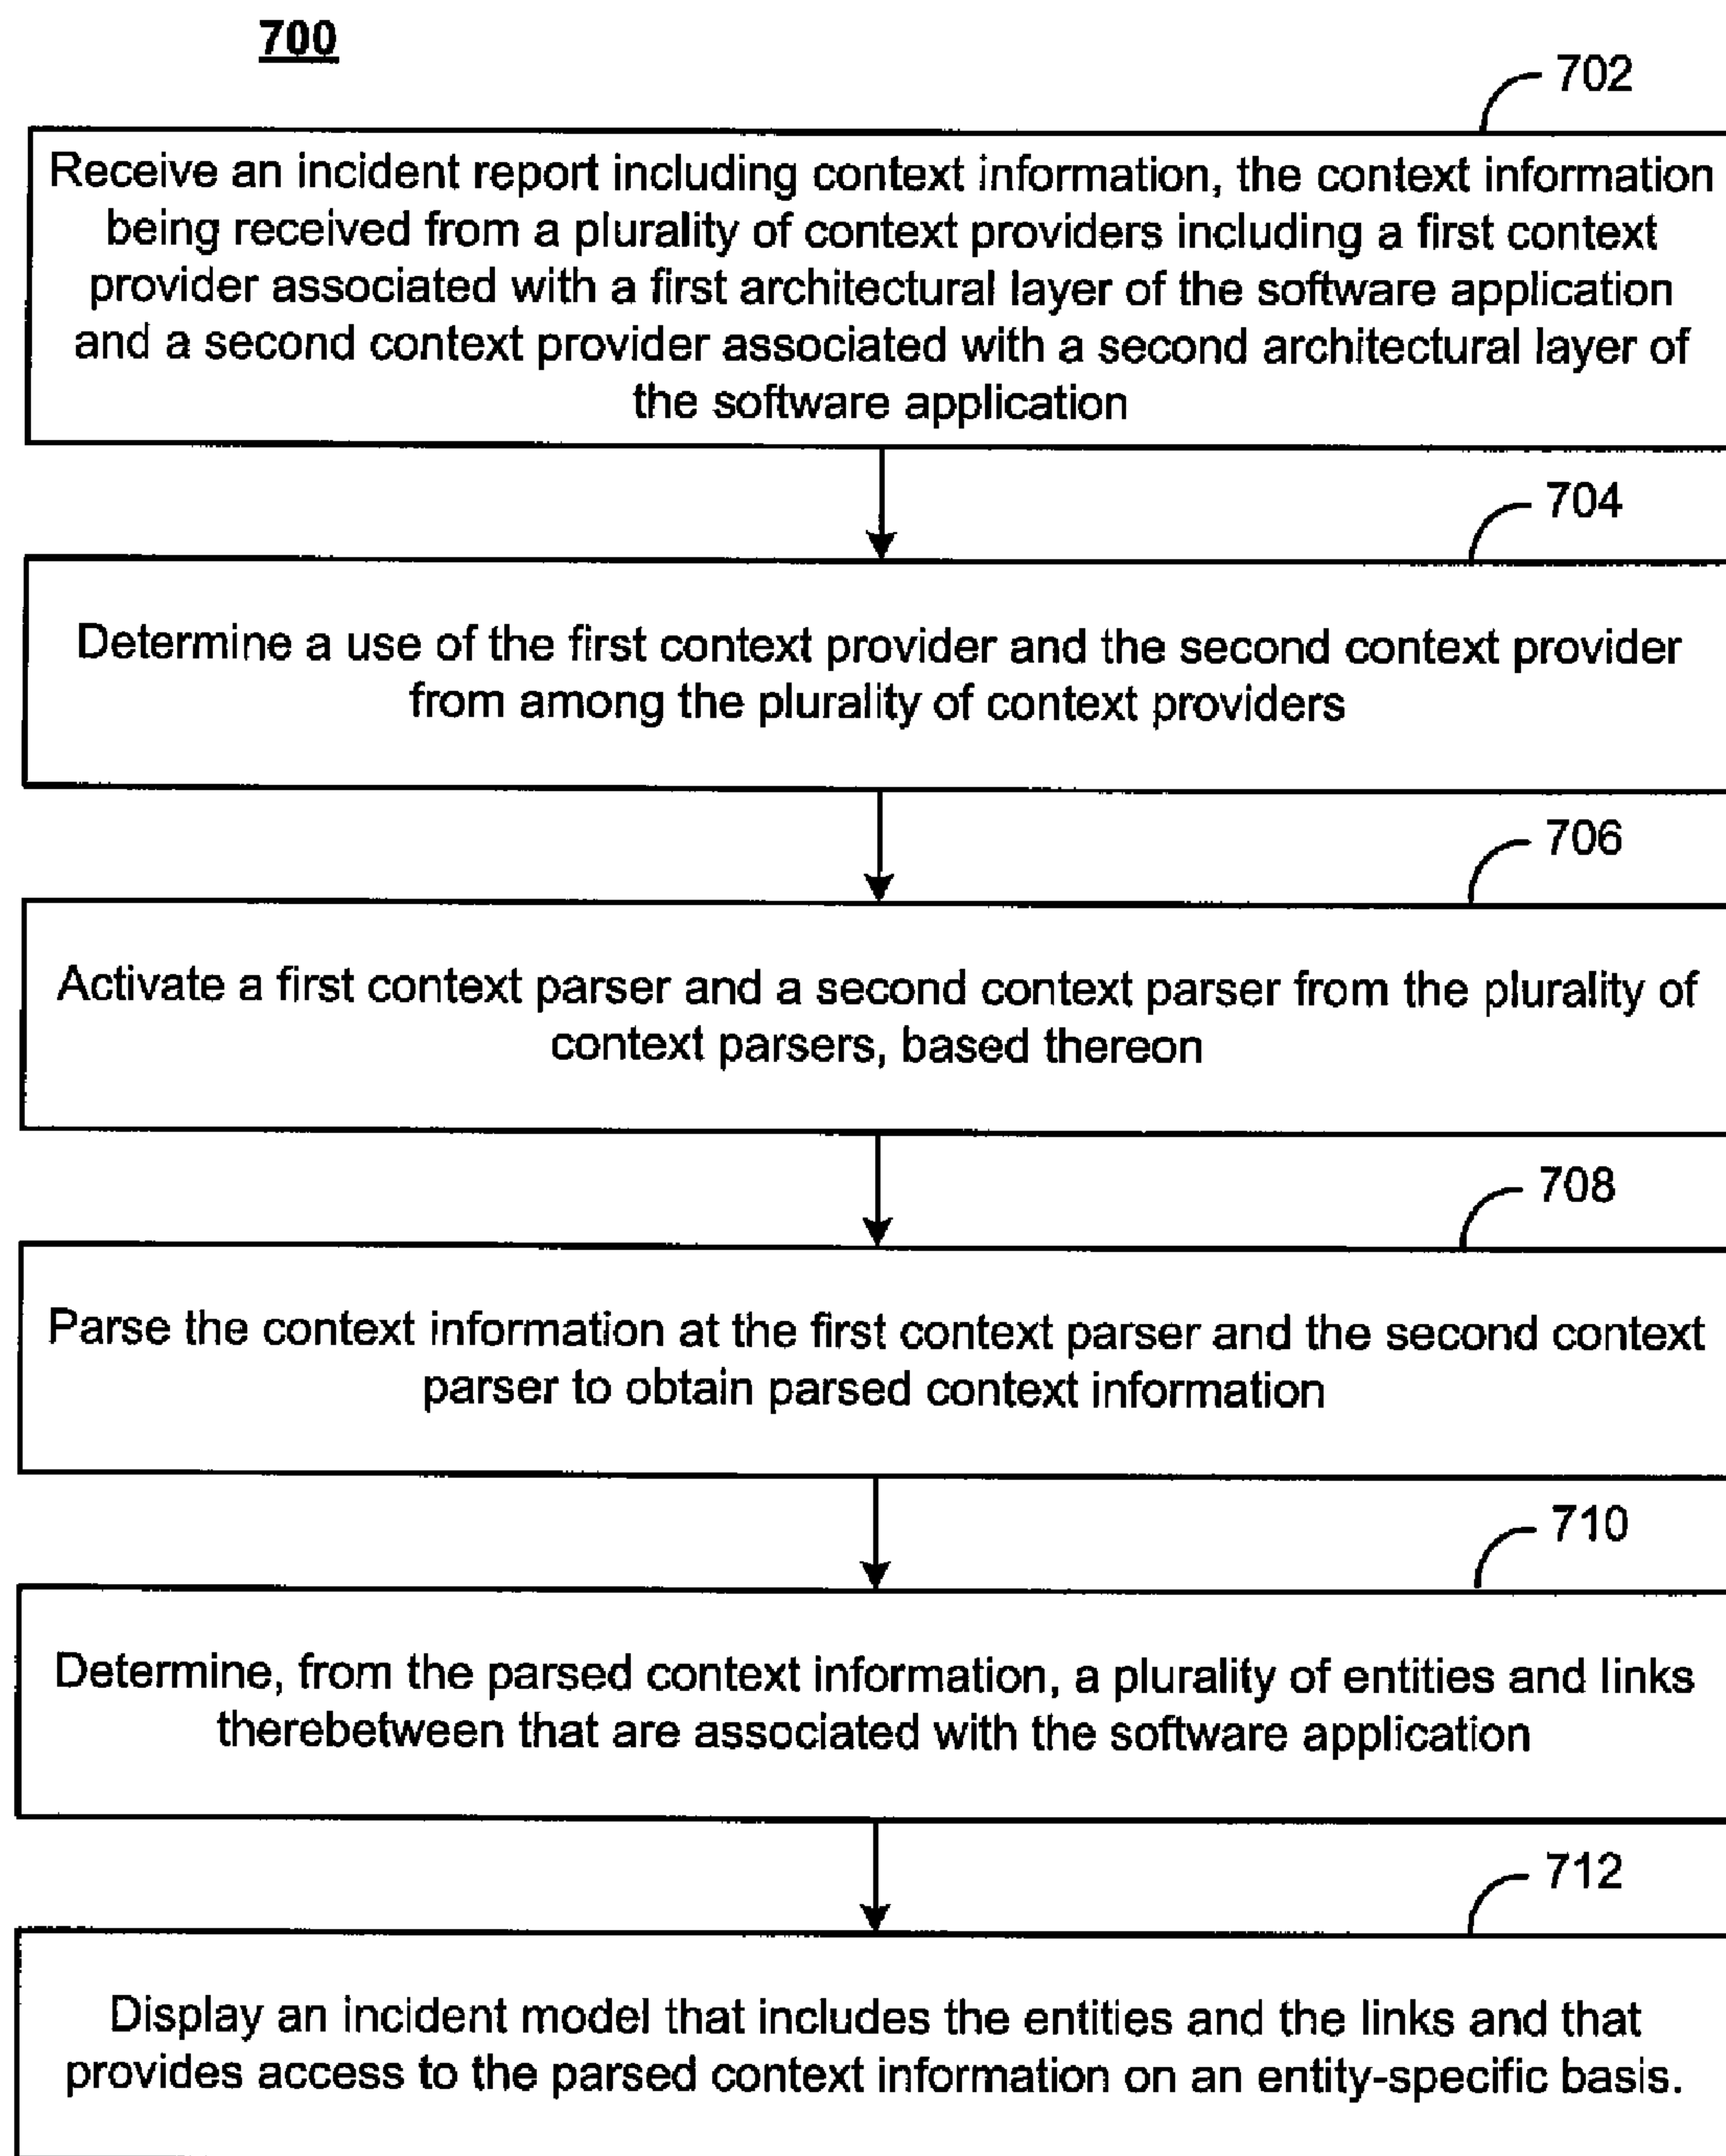 700
702
Receive an incident report including context information, the context information
being received from a plurality of context providers including a first context
provider associated with a first architectural layer of the software application
and a second context provider associated with a second architectural layer of
the software application
704
Determine a use of the first context provider and the second context provider
from among the plurality of context providers
706
Activate a first context parser and a second context parser from the plurality of
context parsers, based thereon
708
Parse the context information at the first context parser and the second context
parser to obtain parsed context information
710
Determine, from the parsed context information, a plurality of entities and links
therebetween that are associated with the software application
712
Display an incident model that includes the entities and the links and that
provides access to the parsed context information on an entity-specific basis.